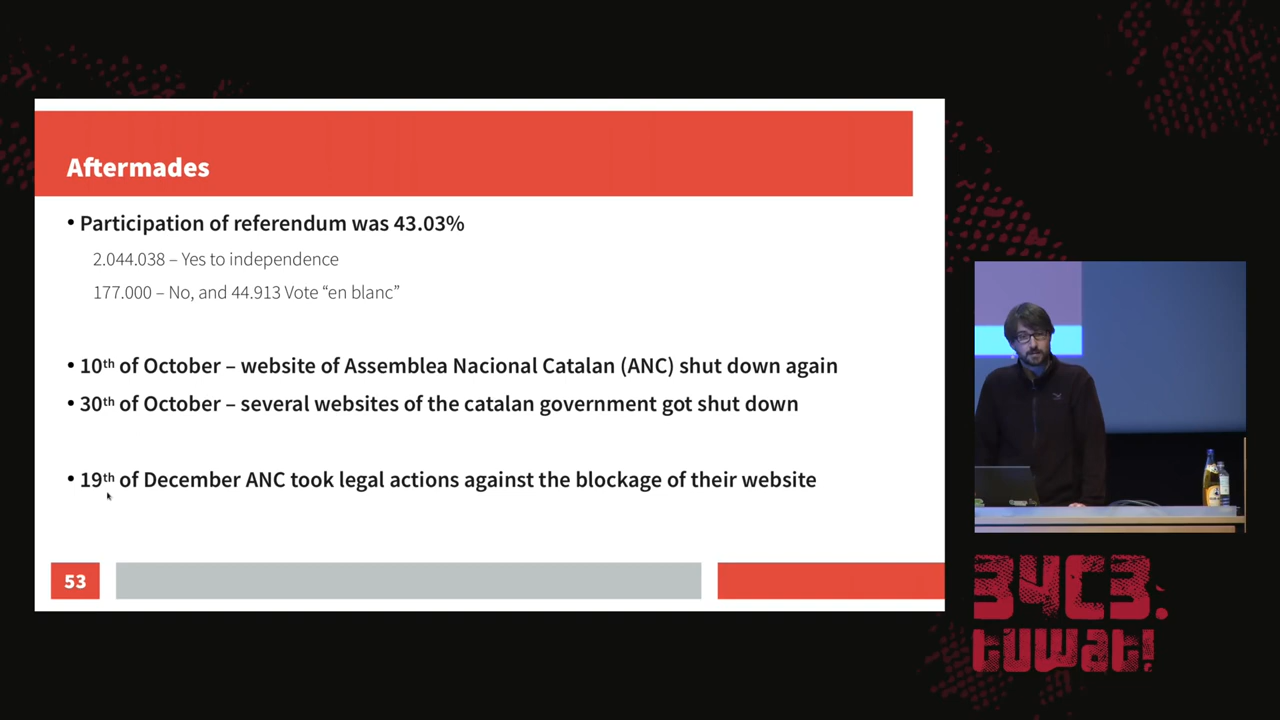 Aftermades
• Participation of referendum was 43.03%
2.044.038 – Yes to independence
177.000 – No, and 44.913 Vote “en blanc”
• 10th of October – website of Assemblea Nacional Catalan (ANC) shut down again
• 30th of October – several websites of the catalan government got shut down
• 19th of December ANC took legal actions against the blockage of their website
53
34C3.
tuwat!